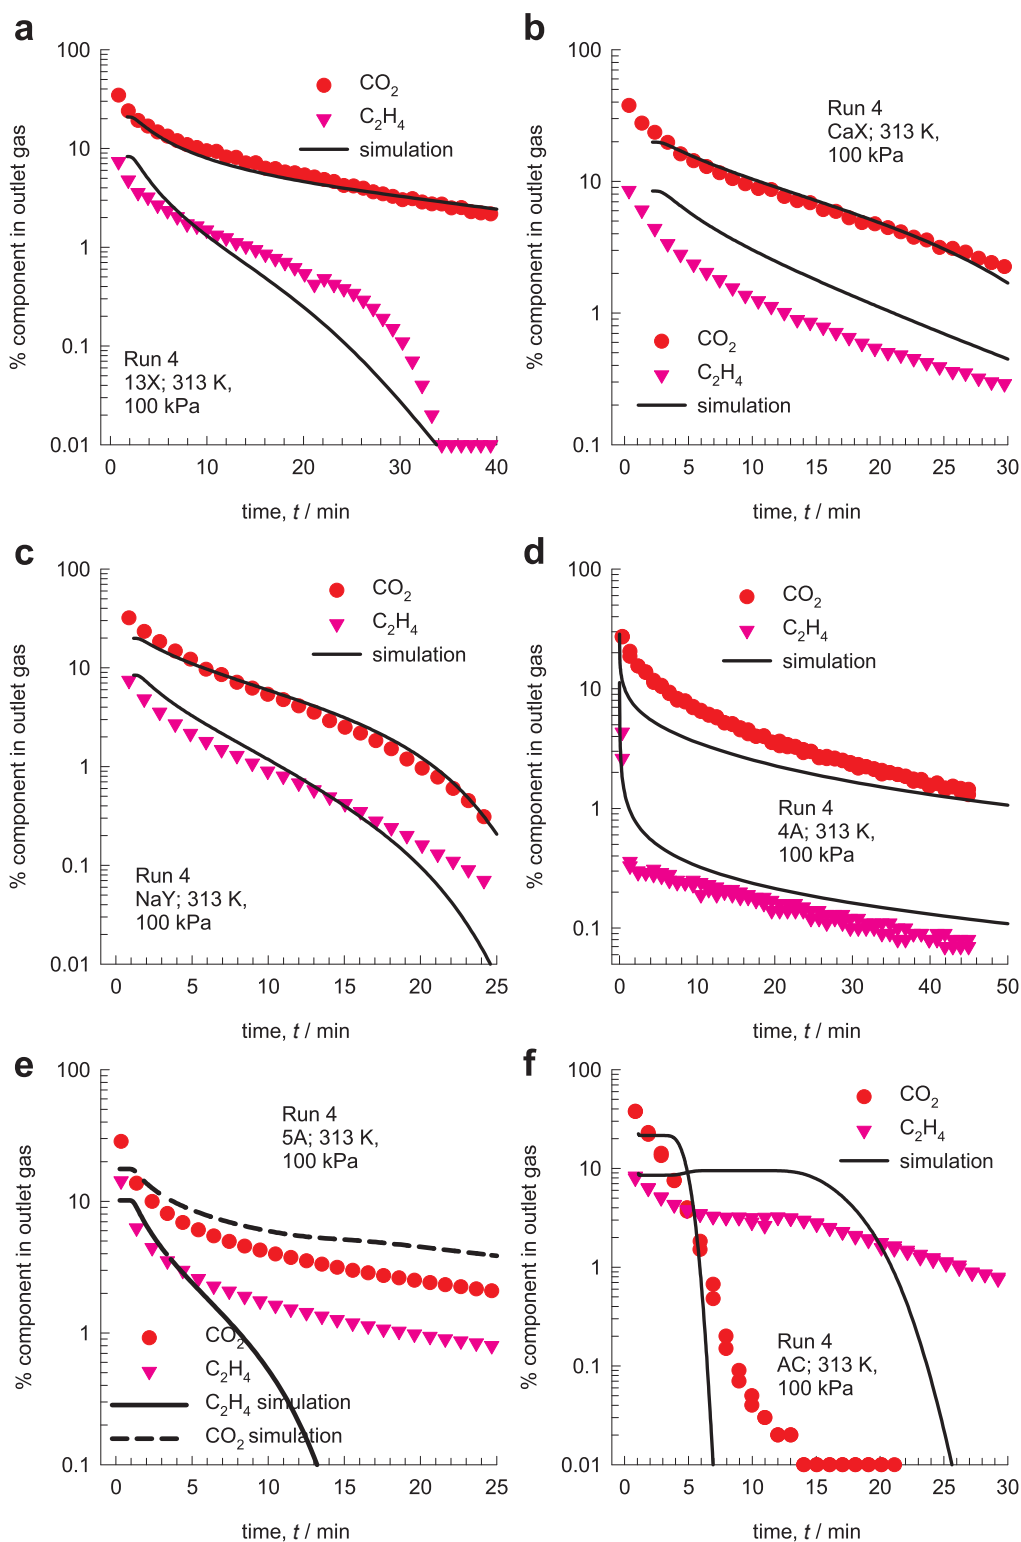 a
% component in outlet gas
100
10
1
0.1
0.01
CO2
C2H4
simulation
Run 4
13X; 313 K,
100 kPa
0 10 20 30 40
time, t / min
b
% component in outlet gas
100
10
1
0.1
Run 4
CaX; 313 K,
100 kPa
CO2
C2H4
simulation
0 5 10 15 20 25 30
time, t / min
c
% component in outlet gas
100
10
1
0.1
0.01
CO2
C2H4
simulation
Run 4
NaY; 313 K,
100 kPa
0 5 10 15 20 25
time, t / min
d
% component in outlet gas
100
10
1
0.1
CO2
C2H4
simulation
Run 4
4A; 313 K,
100 kPa
0 10 20 30 40 50
time, t / min
e
% component in outlet gas
100
10
1
0.1
Run 4
5A; 313 K,
100 kPa
CO2
C2H4
C2H4 simulation
CO2 simulation
0 5 10 15 20 25
time, t / min
f
% component in outlet gas
100
10
1
0.1
0.01
CO2
C2H4
simulation
Run 4
AC; 313 K,
100 kPa
0 10 20 30
time, t / min